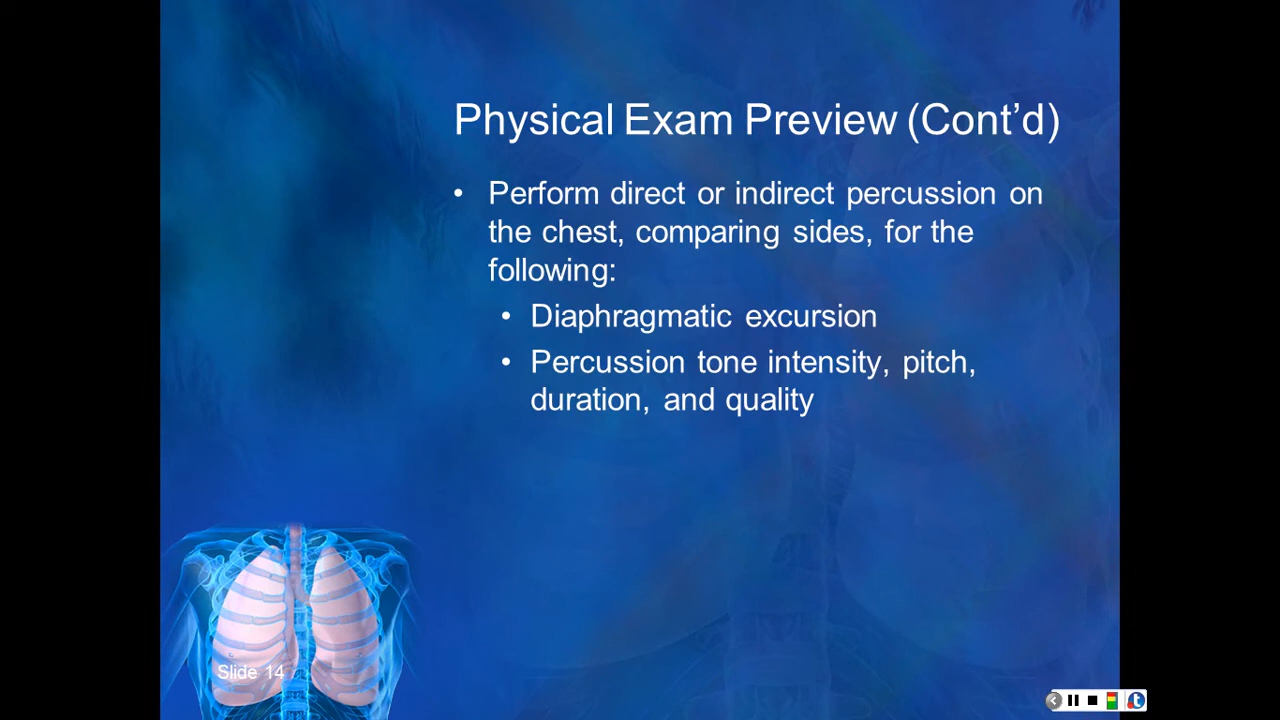 Physical Exam Preview (Cont’d)
• Perform direct or indirect percussion on
the chest, comparing sides, for the
following:
• Diaphragmatic excursion
• Percussion tone intensity, pitch,
duration, and quality
Slide 14
t